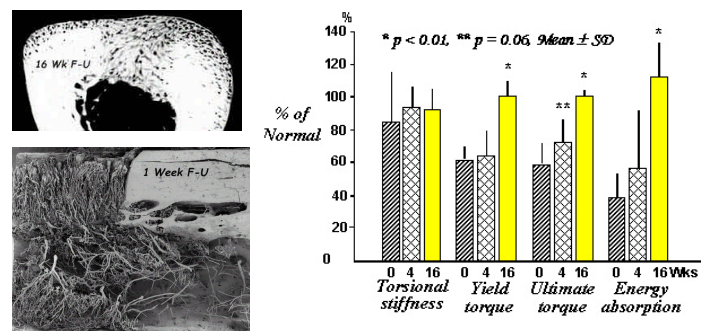 16 Wk F-U
1 Week F-U
%
* p < 0.01, ** p = 0.06, Mean ± SD
% of
Normal
140
120
100
80
60
40
20
0
*
**
*
*
0 4 16 0 4 16 0 4 16 0 4 16 Wks
Torsional stiffness
Yield torque
Ultimate torque
Energy absorption